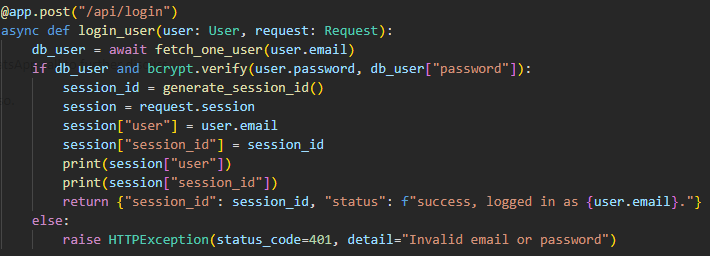 @app.post("/api/login")
async def login_user(user: User, request: Request):
    db_user = await fetch_one_user(user.email)
    if db_user and bcrypt.verify(user.password, db_user["password"]):
        session_id = generate_session_id()
        session = request.session
        session["user"] = user.email
        session["session_id"] = session_id
        print(session["user"])
        print(session["session_id"])
        return {"session_id": session_id, "status": f"success, logged in as {user.email}."}
    else:
        raise HTTPException(status_code=401, detail="Invalid email or password")